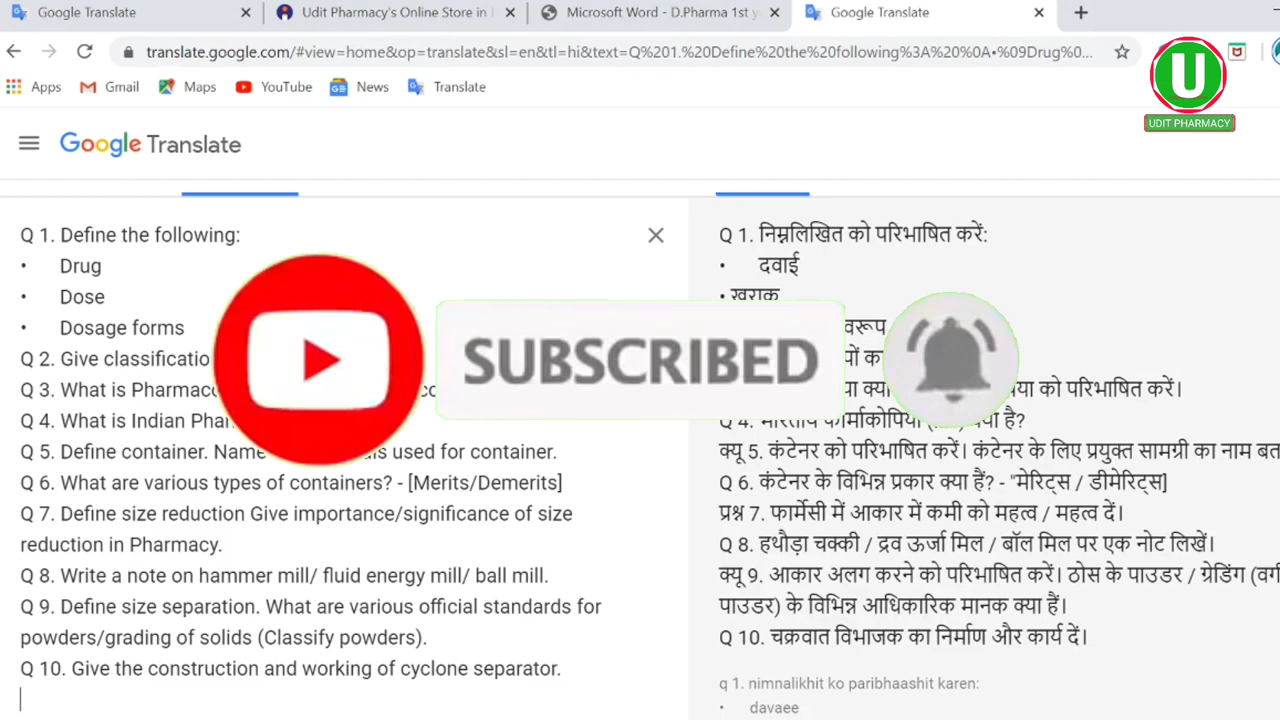 Google Translate
Udit Pharmacy's Online Store in
Microsoft Word - D.Pharma 1st y
Google Translate
translate.google.com/#view=home&op=translate&sl=en&tl=hi&text=Q%201.%20Define%20the%20following%3A%20%0A•%09Drug%0...
Apps
Gmail
Maps
YouTube
News
Translate
U
UDIT PHARMACY
Google Translate
Q 1. Define the following:
• Drug
• Dose
• Dosage forms
Q 2. Give
Q 3. What is
Q 4. What is Indian
Q 5. Define container. used for container.
Q 6. What are various types of containers? - [Merits/Demerits]
Q 7. Define size reduction Give importance/significance of size
reduction in Pharmacy.
Q 8. Write a note on hammer mill/ fluid energy mill/ ball mill.
Q 9. Define size separation. What are various official standards for
powders/grading of solids (Classify powders).
Q 10. Give the construction and working of cyclone separator.
SUBSCRIBED
Q 1. निम्नलिखित को परिभाषित करें:
• दवाई
• खुराक
को परिभाषित करें।
Q 4. भारतीय फार्माकोपिया क्या है?
क्यू 5. कंटेनर को परिभाषित करें। कंटेनर के लिए प्रयुक्त सामग्री का नाम बत
Q 6. कंटेनर के विभिन्न प्रकार क्या हैं? - "मेरिट्स / डीमेरिट्स]
प्रश्न 7. फार्मेसी में आकार में कमी को महत्व / महत्व दें।
Q 8. हथौड़ा चक्की / द्रव ऊर्जा मिल / बॉल मिल पर एक नोट लिखें।
क्यू 9. आकार अलग करने को परिभाषित करें। ठोस के पाउडर / ग्रेडिंग (वर्ग
पाउडर) के विभिन्न आधिकारिक मानक क्या हैं।
Q 10. चक्रवात विभाजक का निर्माण और कार्य दें।
q 1. nimnalikhit ko paribhaashit karen:
• davaee